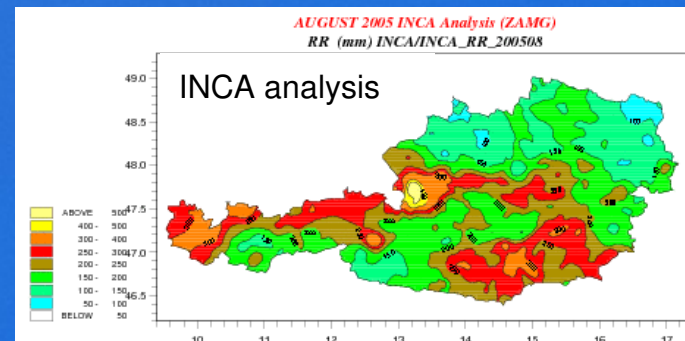 AUGUST 2005 INCA Analysis (ZAMG)
RR (mm) INCA/INCA_RR_200508
INCA analysis
49.0
48.5
48.0
47.5
47.0
46.5
ABOVE 500
400 - 500
300 - 400
250 - 300
200 - 250
150 - 200
100 - 150
50 - 100
BELOW 50
10 11 12 13 14 15 16 17